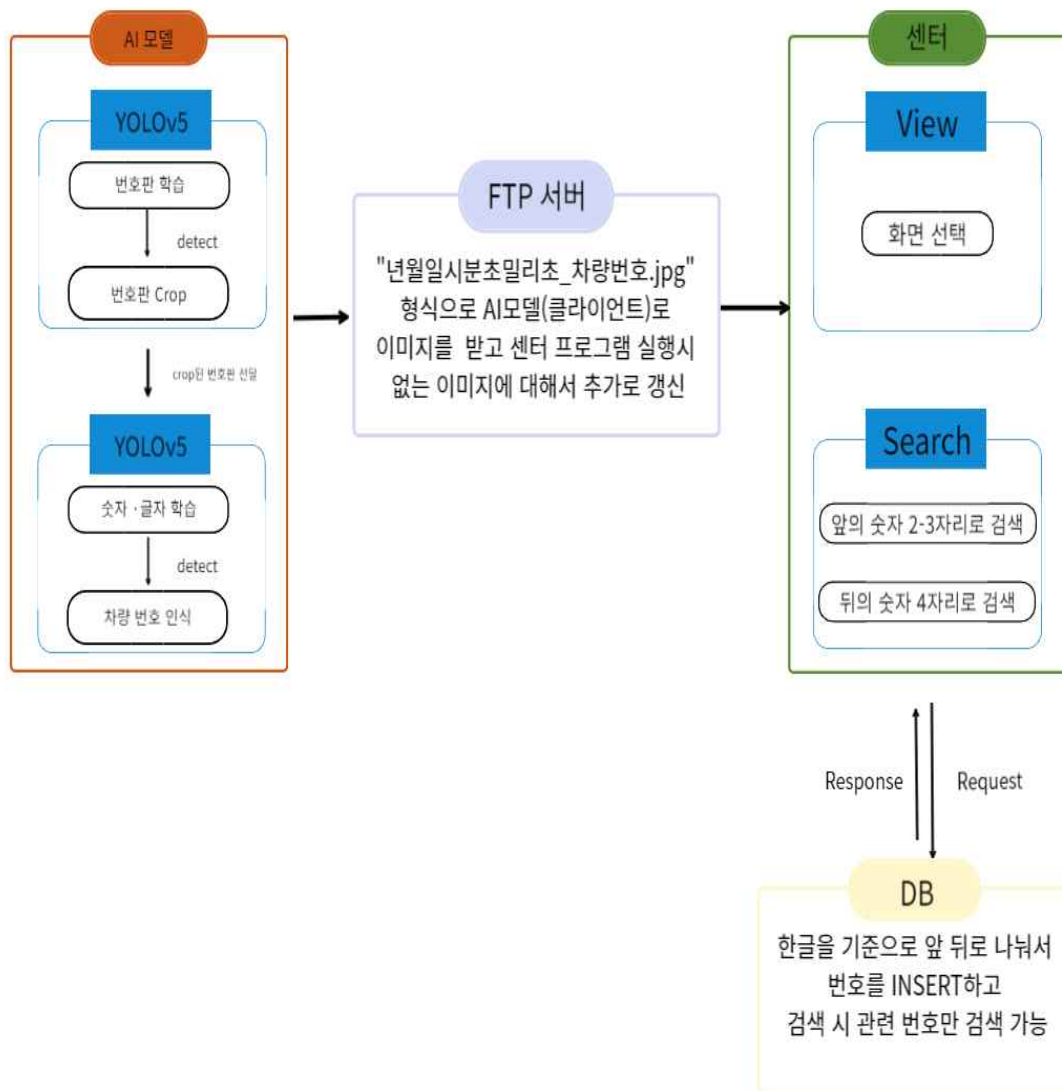 AI 모델
YOLOv5
번호판 학습
detect
번호판 Crop
crop된 번호판 전달
YOLOv5
숫자 · 글자 학습
detect
차량 번호 인식
FTP 서버
"년월일시분초밀리초_차량번호.jpg"
형식으로 AI모델(클라이언트)로
이미지를 받고 센터 프로그램 실행시
없는 이미지에 대해서 추가로 갱신
센터
View
화면 선택
Search
앞의 숫자 2-3자리로 검색
뒤의 숫자 4자리로 검색
Response
Request
DB
한글을 기준으로 앞 뒤로 나눠서
번호를 INSERT하고
검색 시 관련 번호만 검색 가능